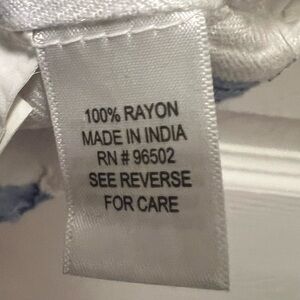 100% RAYON
MADE IN INDIA
RN # 96502
SEE REVERSE
FOR CARE